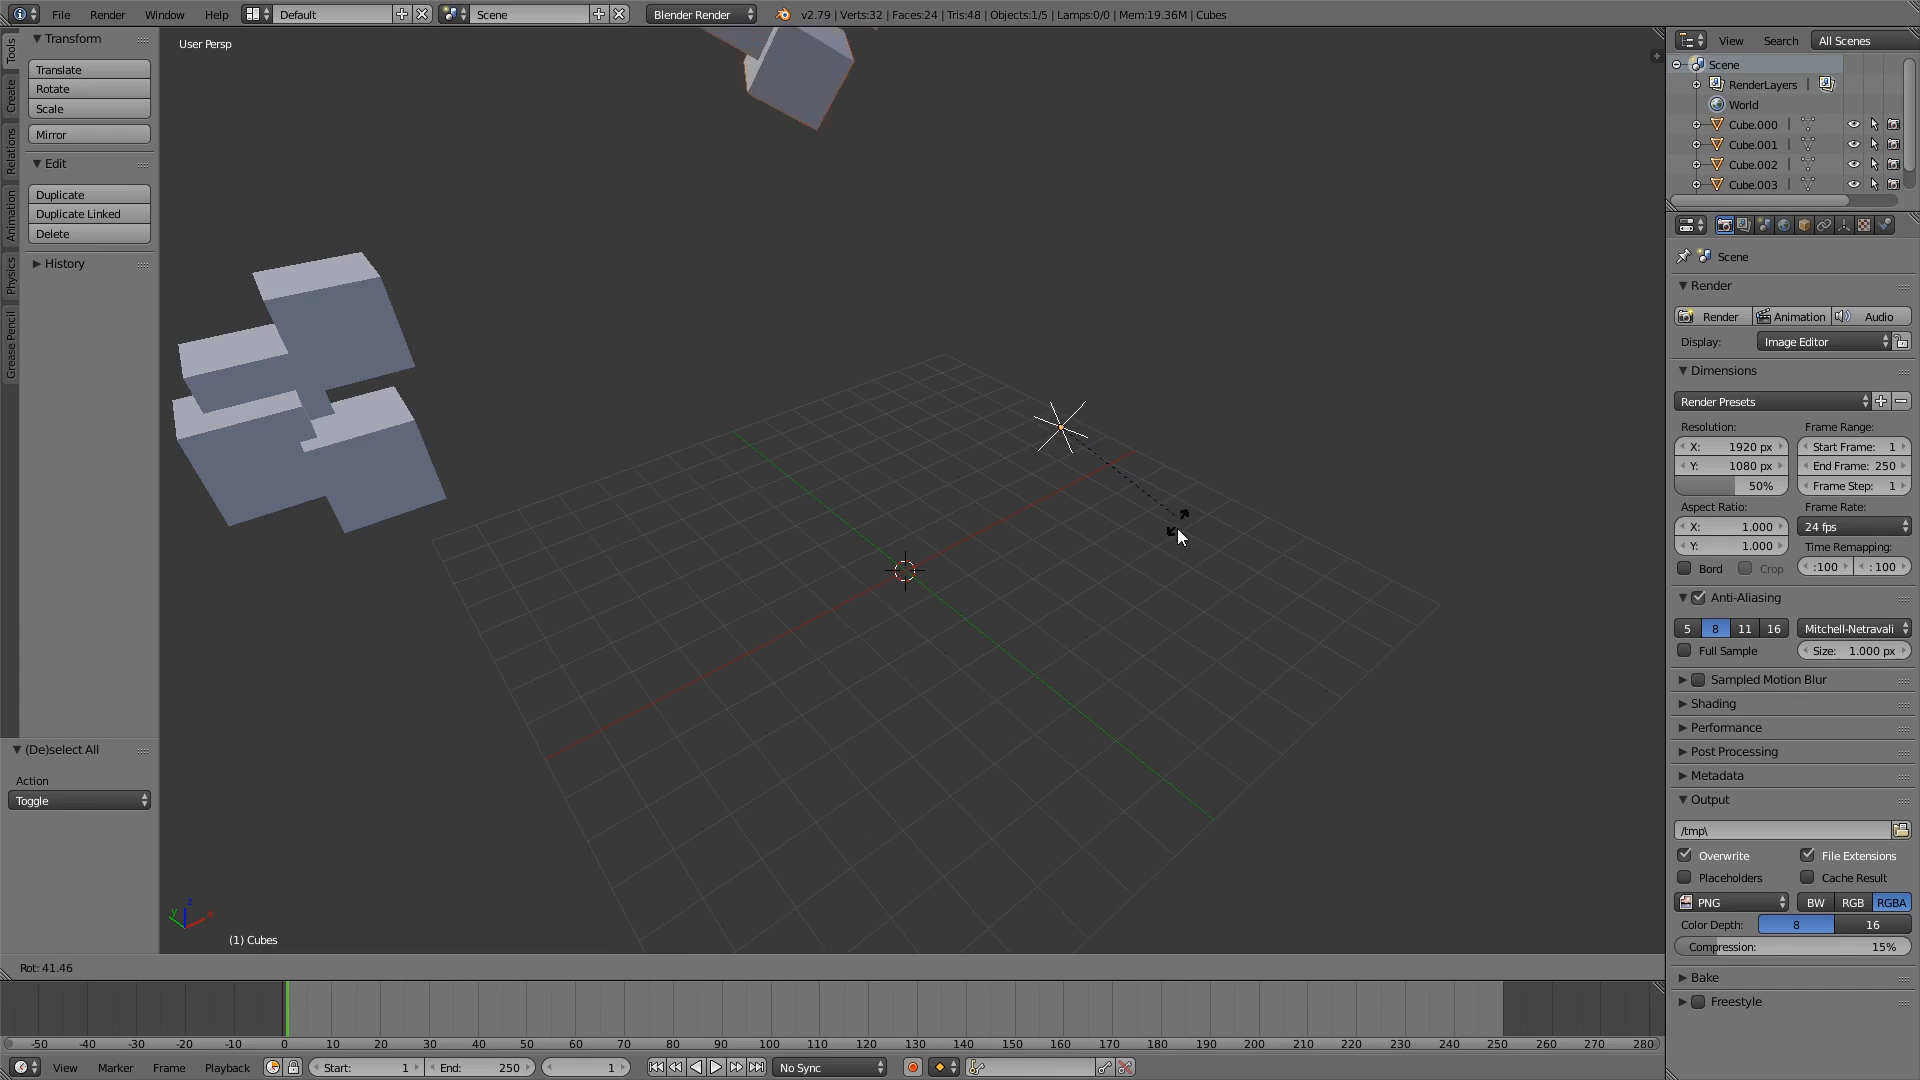 File Render Window Help Default Scene Blender Render v2.79 | Verts:32 | Faces:24 | Tris:48 | Objects:1/5 | Lamps:0/0 | Mem:19.36M | Cubes
Tools
Create
Relations
Animation
Physics
Grease Pencil
Transform
Translate
Rotate
Scale
Mirror
Edit
Duplicate
Duplicate Linked
Delete
History
(De)select All
Action
Toggle
User Persp
z
y
x
(1) Cubes
Rot: 41.46
View Search All Scenes
Scene
RenderLayers |
World
Cube.000 |
Cube.001 |
Cube.002 |
Cube.003 |
Scene
Render
Render Animation Audio
Display: Image Editor
Dimensions
Render Presets
Resolution: Frame Range:
X: 1920 px Start Frame: 1
Y: 1080 px End Frame: 250
50% Frame Step: 1
Aspect Ratio: Frame Rate:
X: 1.000 24 fps
Y: 1.000 Time Remapping:
Bord Crop :100 : 100
Anti-Aliasing
5 8 11 16 Mitchell-Netravali
Full Sample Size: 1.000 px
Sampled Motion Blur
Shading
Performance
Post Processing
Metadata
Output
/tmp\
Overwrite File Extensions
Placeholders Cache Result
PNG BW RGB RGBA
Color Depth: 8 16
Compression: 15%
Bake
Freestyle
-50 -40 -30 -20 -10 0 10 20 30 40 50 60 70 80 90 100 110 120 130 140 150 160 170 180 190 200 210 220 230 240 250 260 270 280
View Marker Frame Playback Start: 1 End: 250 1 No Sync